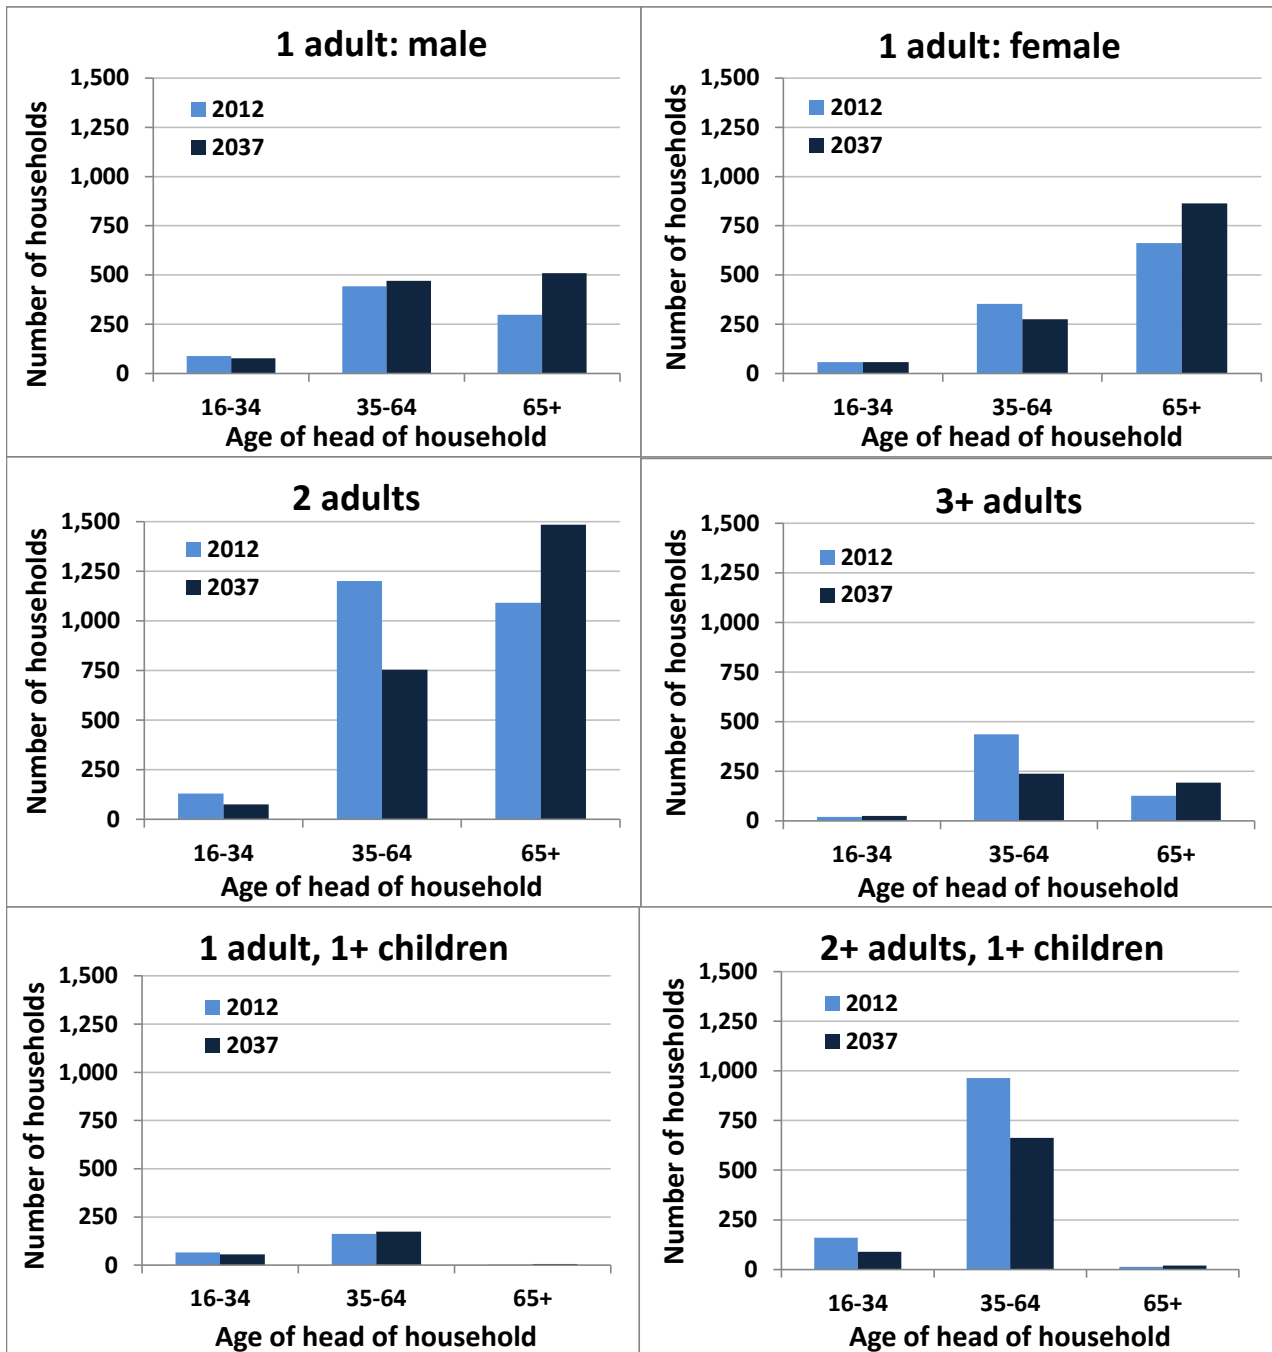 1 adult: male
Number of households
1,500
1,250
1,000
750
500
250
0
2012
2037
16-34 35-64 65+
Age of head of household
1 adult: female
Number of households
1,500
1,250
1,000
750
500
250
0
2012
2037
16-34 35-64 65+
Age of head of household
2 adults
Number of households
1,500
1,250
1,000
750
500
250
0
2012
2037
16-34 35-64 65+
Age of head of household
3+ adults
Number of households
1,500
1,250
1,000
750
500
250
0
2012
2037
16-34 35-64 65+
Age of head of household
1 adult, 1+ children
Number of households
1,500
1,250
1,000
750
500
250
0
2012
2037
16-34 35-64 65+
Age of head of household
2+ adults, 1+ children
Number of households
1,500
1,250
1,000
750
500
250
0
2012
2037
16-34 35-64 65+
Age of head of household